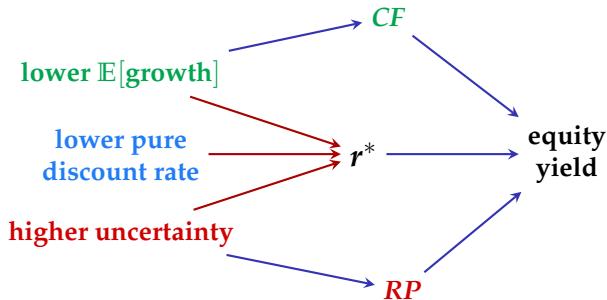 CF
lower 𝔼[growth]
lower pure
discount rate
r*
equity
yield
higher uncertainty
RP